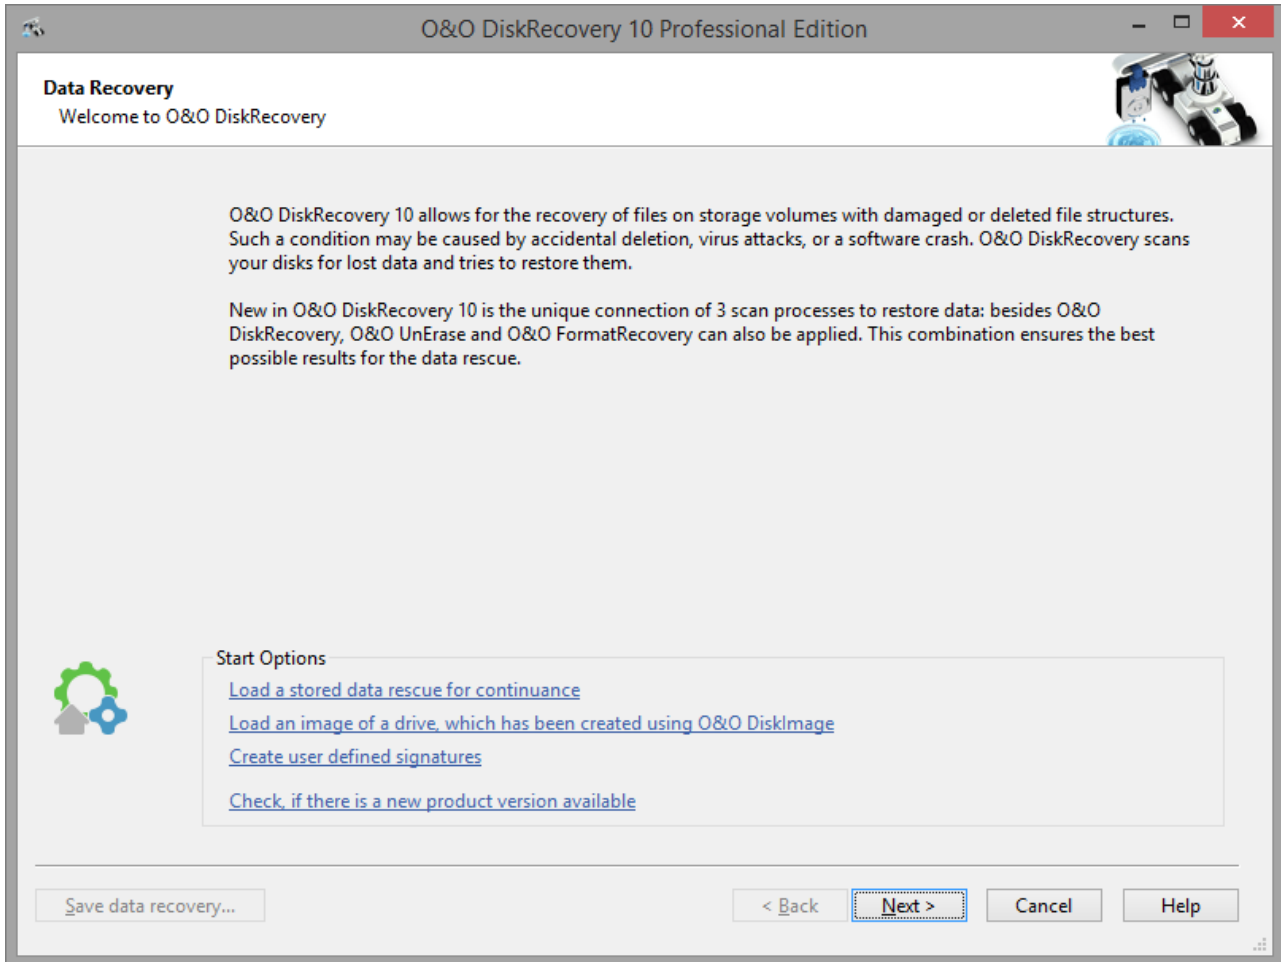 O&O DiskRecovery 10 Professional Edition
Data Recovery
Welcome to O&O DiskRecovery
O&O DiskRecovery 10 allows for the recovery of files on storage volumes with damaged or deleted file structures.
Such a condition may be caused by accidental deletion, virus attacks, or a software crash. O&O DiskRecovery scans
your disks for lost data and tries to restore them.
New in O&O DiskRecovery 10 is the unique connection of 3 scan processes to restore data: besides O&O
DiskRecovery, O&O UnErase and O&O FormatRecovery can also be applied. This combination ensures the best
possible results for the data rescue.
Start Options
Load a stored data rescue for continuance
Load an image of a drive, which has been created using O&O DiskImage
Create user defined signatures
Check, if there is a new product version available
Save data recovery...
< Back
Next >
Cancel
Help